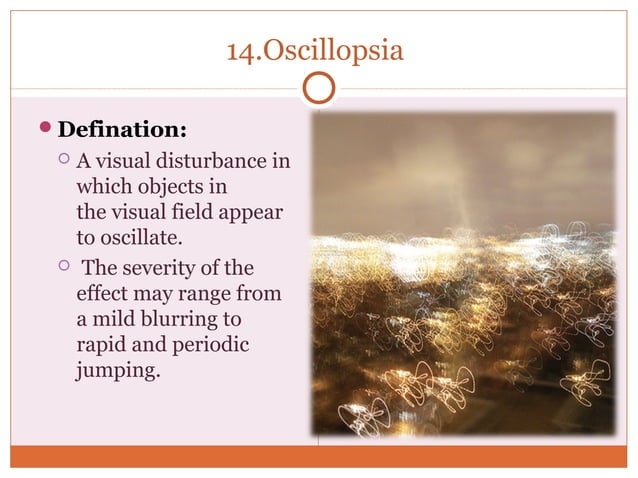 14.Oscillopsia
Defination:
A visual disturbance in
which objects in
the visual field appear
to oscillate.
The severity of the
effect may range from
a mild blurring to
rapid and periodic
jumping.